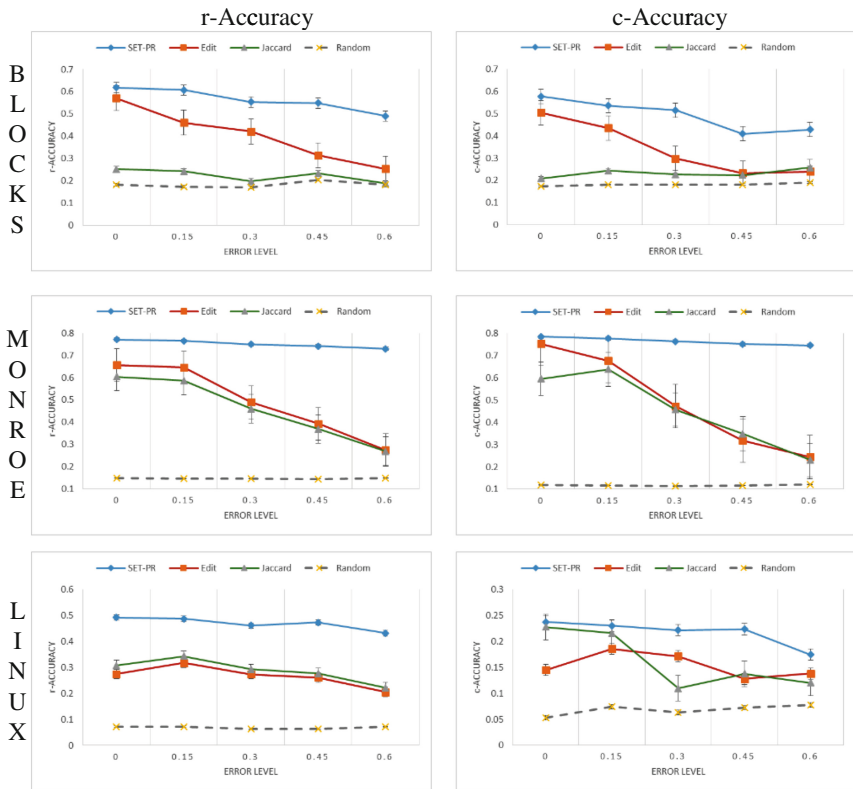 r-Accuracy c-Accuracy
BLOCKS
SET-PR Edit Jaccard Random
0.7
0.6
0.5
0.4
0.3
0.2
0.1
0
r-ACCURACY
0 0.15 0.3 0.45 0.6
ERROR LEVEL
SET-PR Edit Jaccard Random
0.7
0.6
0.5
0.4
0.3
0.2
0.1
0
c-ACCURACY
0 0.15 0.3 0.45 0.6
ERROR LEVEL
MONROE
SET-PR Edit Jaccard Random
0.8
0.7
0.6
0.5
0.4
0.3
0.2
0.1
r-ACCURACY
0 0.15 0.3 0.45 0.6
ERROR LEVEL
SET-PR Edit Jaccard Random
0.8
0.7
0.6
0.5
0.4
0.3
0.2
0.1
c-ACCURACY
0 0.15 0.3 0.45 0.6
ERROR LEVEL
LINUX
SET-PR Edit Jaccard Random
0.6
0.5
0.4
0.3
0.2
0.1
0
r-ACCURACY
0 0.15 0.3 0.45 0.6
ERROR LEVEL
SET-PR Edit Jaccard Random
0.3
0.25
0.2
0.15
0.1
0.05
0
c-ACCURACY
0 0.15 0.3 0.45 0.6
ERROR LEVEL